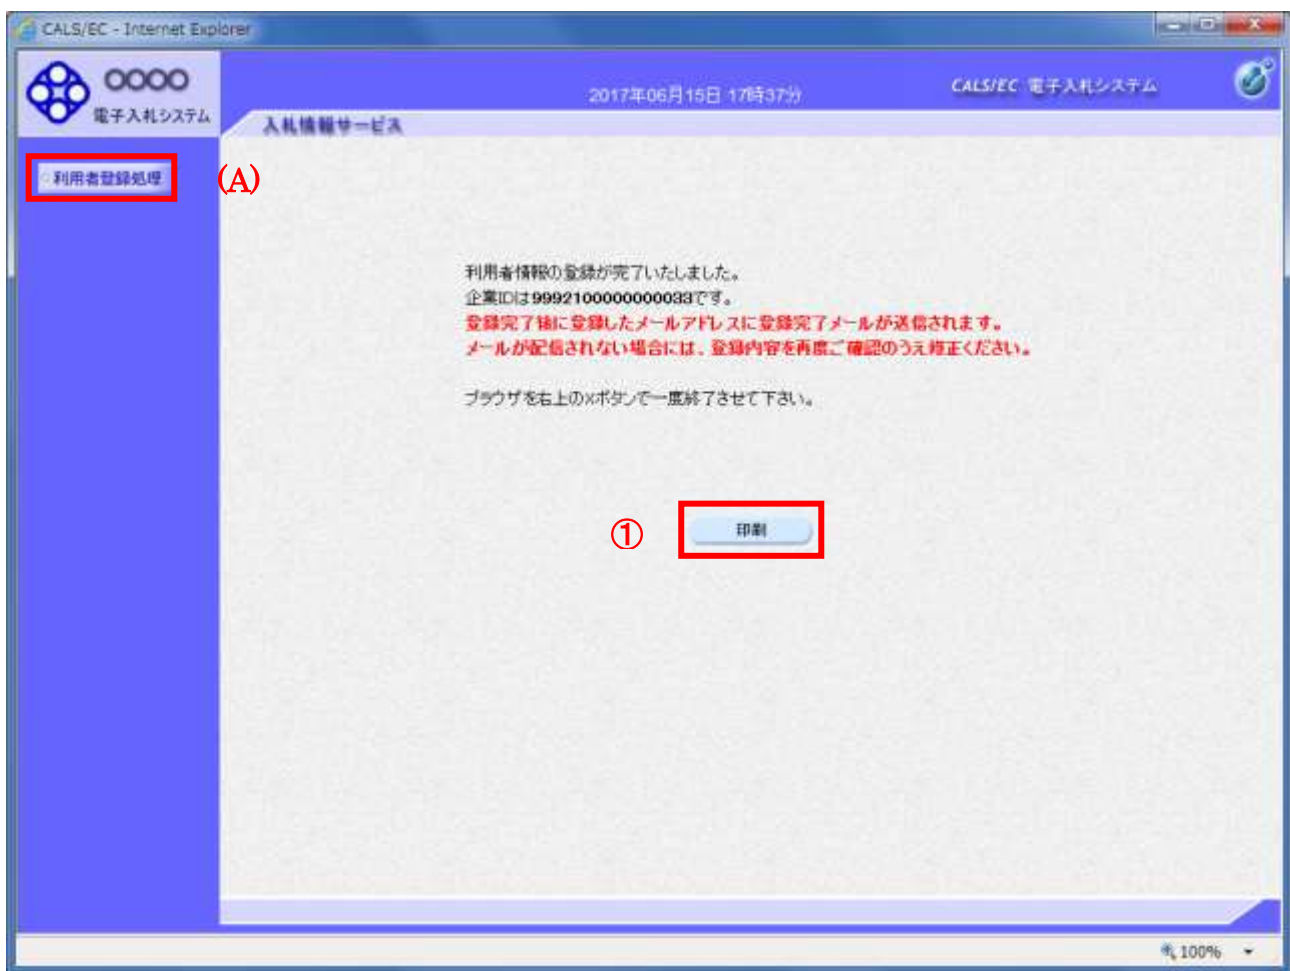 CALS/EC - Internet Explorer
〇〇〇〇
電子入札システム
2017年06月15日 17時37分
CALS/EC 電子入札システム
入札情報サービス
利用者登録処理
(A)
利用者情報の登録が完了いたしました。
企業IDは9992100000000033です。
登録完了後に登録したメールアドレスに登録完了メールが送信されます。
メールが配信されない場合には、登録内容を再度ご確認のうえ修正ください。
ブラウザを右上の×ボタンで一度終了させて下さい。
① 印刷
100%